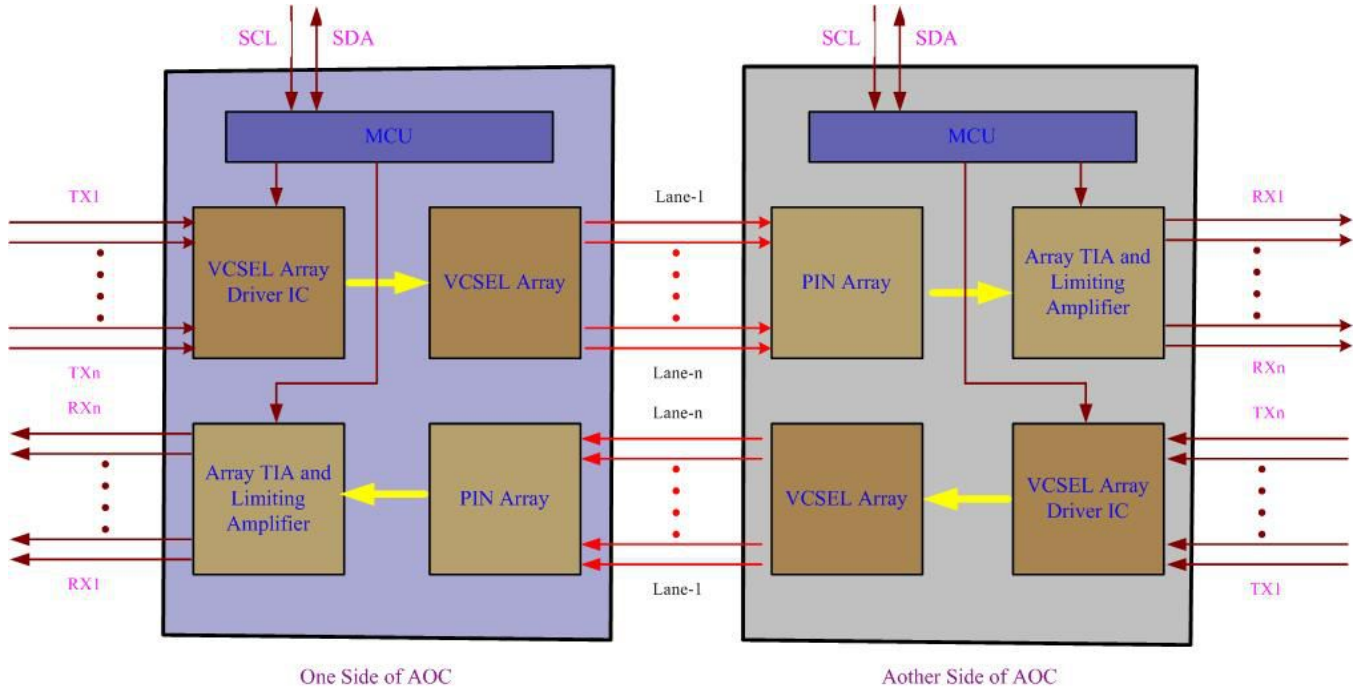 SCL
SDA
SCL
SDA
MCU
MCU
TX1
Lane-1
RX1
VCSEL Array
Driver IC
VCSEL Array
PIN Array
Array TIA and
Limiting
Amplifier
TXn
Lane-n
RXn
RXn
Lane-n
TXn
Array TIA and
Limiting
Amplifier
PIN Array
VCSEL Array
VCSEL Array
Driver IC
RX1
Lane-1
TX1
One Side of AOC
Aother Side of AOC